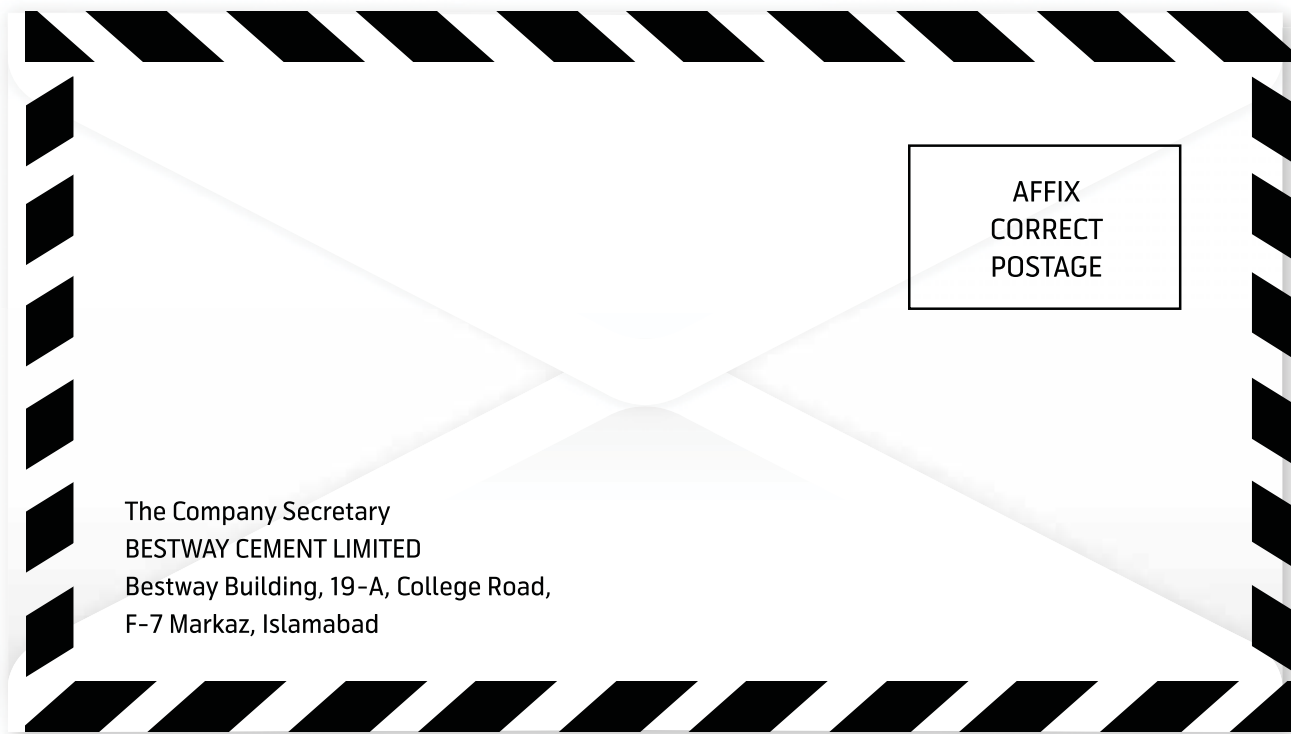 AFFIX
CORRECT
POSTAGE
The Company Secretary
BESTWAY CEMENT LIMITED
Bestway Building, 19-A, College Road,
F-7 Markaz, Islamabad